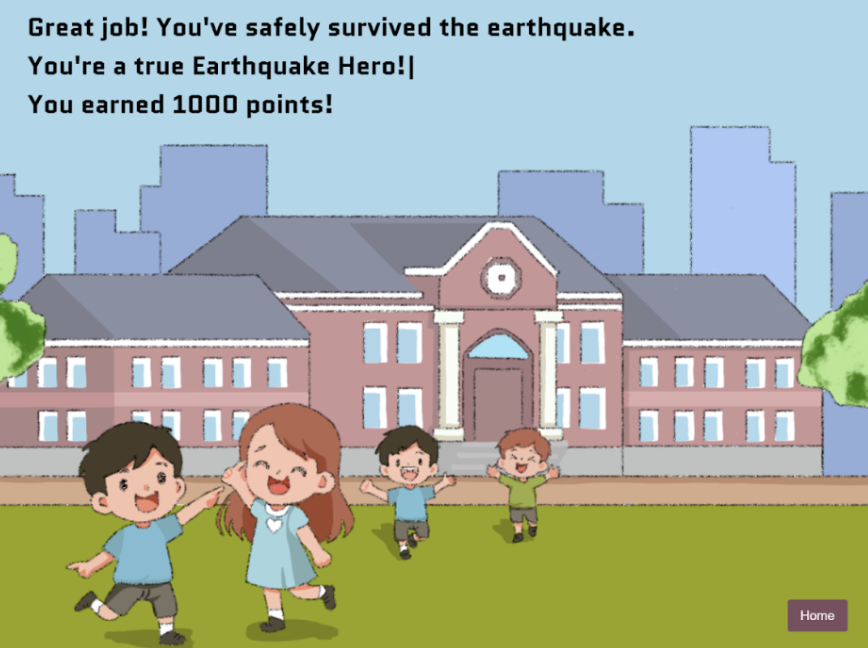 Great job! You've safely survived the earthquake.
You're a true Earthquake Hero!|
You earned 1000 points!
Home